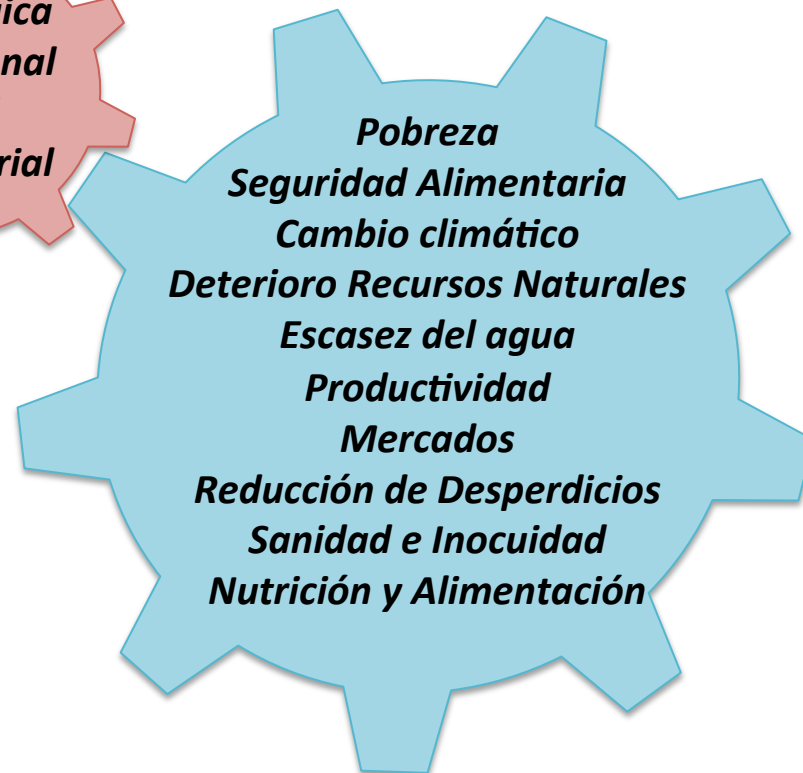 Pobreza
Seguridad Alimentaria
Cambio climático
Deterioro Recursos Naturales
Escasez del agua
Productividad
Mercados
Reducción de Desperdicios
Sanidad e Inocuidad
Nutrición y Alimentación